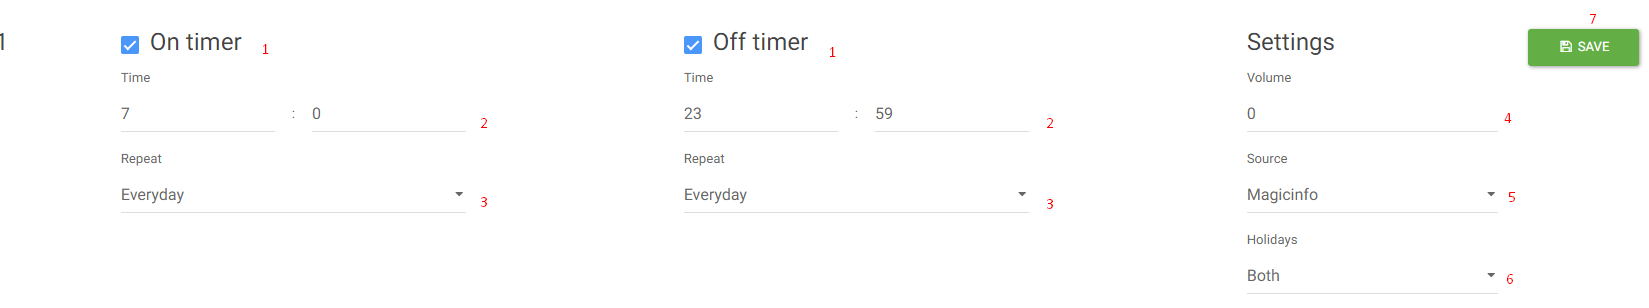 7
1 On timer 1 Off timer 1 Settings SAVE
Time Time Volume
7 : 0 2 23 : 59 2 0 4
Repeat Repeat Source
Everyday 3 Everyday 3 Magicinfo 5
Holidays
Both 6